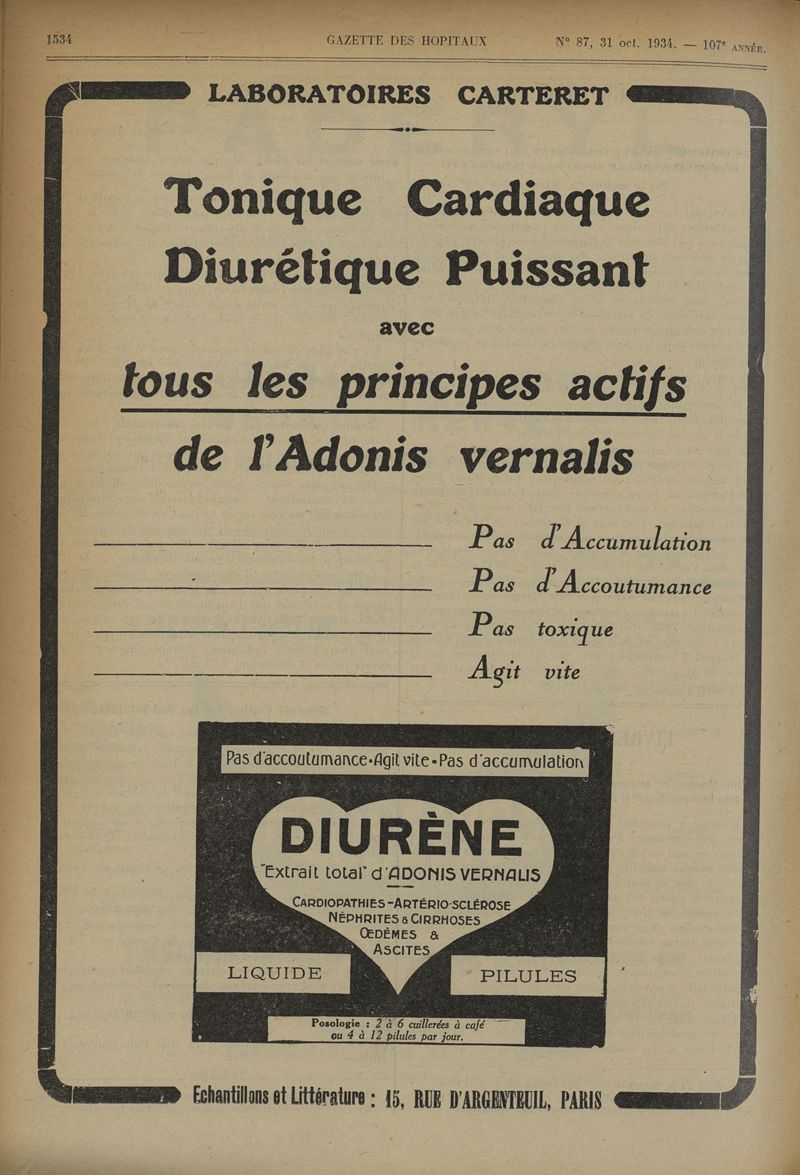 1534 GAZETTE DES HOPITAUX N° 87, 31 oct. 1934. — 107e ANNÉE.
LABORATOIRES CARTERET
Tonique Cardiaque
Diurétique Puissant
avec
tous les principes actifs
de l'Adonis vernalis
Pas d'Accumulation
Pas d'Accoutumance
Pas toxique
Agit vite
Pas d'accoutumance•Agit vite•Pas d'accumulation
DIURÈNE
"Extrait total" d'ADONIS VERNALIS
CARDIOPATHIES-ARTÉRIO-SCLÉROSE
NÉPHRITES & CIRRHOSES
ŒDÈMES &
ASCITES
LIQUIDE PILULES
Posologie : 2 à 6 cuillerées à café
ou 4 à 12 pilules par jour.
Echantillons et Littérature : 15, RUE D'ARGENTEUIL, PARIS